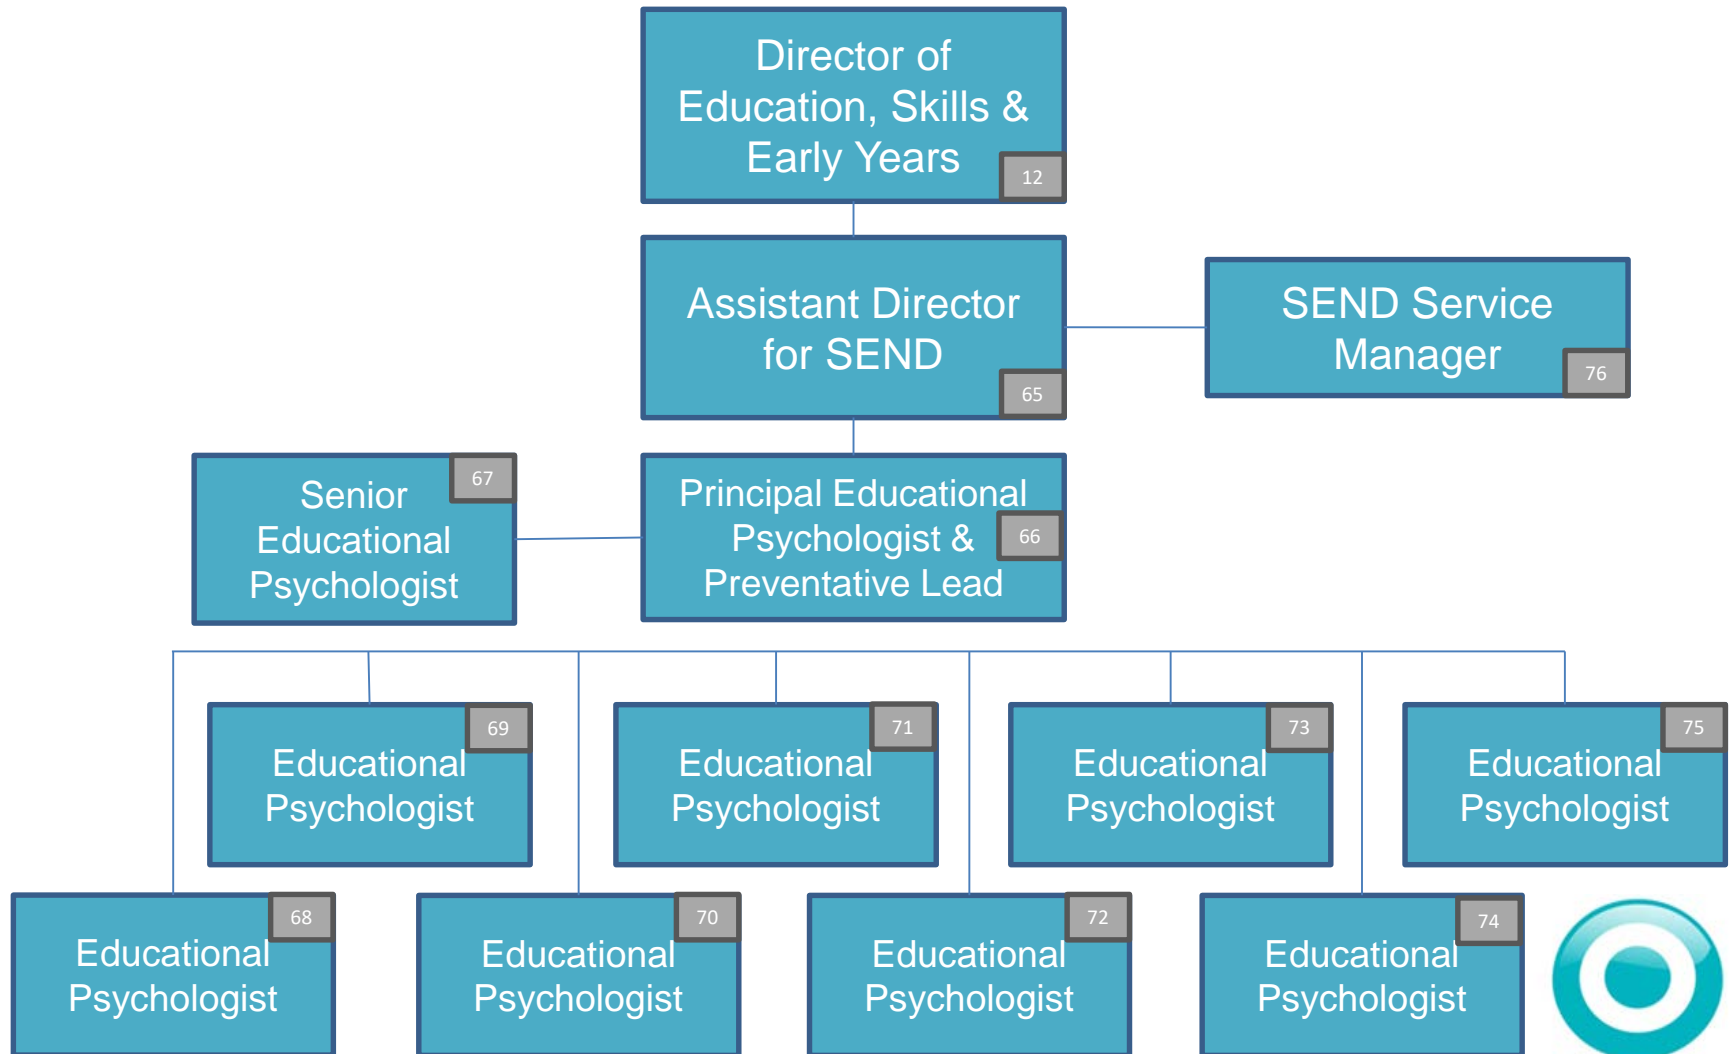 Director of
Education, Skills &
Early Years
12
Assistant Director
for SEND
65
SEND Service
Manager
76
67
Senior
Educational
Psychologist
Principal Educational
Psychologist &
66
Preventative Lead
69
Educational
Psychologist
71
Educational
Psychologist
73
Educational
Psychologist
75
Educational
Psychologist
68
Educational
Psychologist
70
Educational
Psychologist
72
Educational
Psychologist
74
Educational
Psychologist